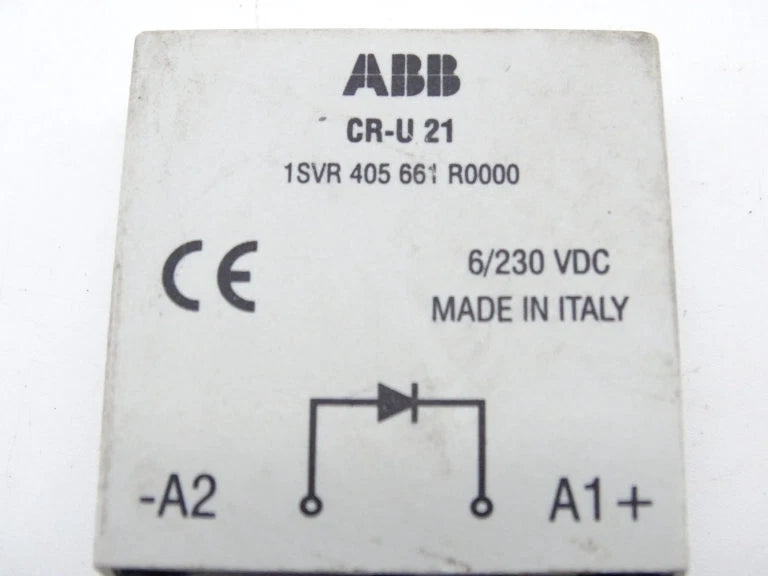 ABB
CR-U 21
1SVR 405 661 R0000
CE
6/230 VDC
MADE IN ITALY
-A2
A1+